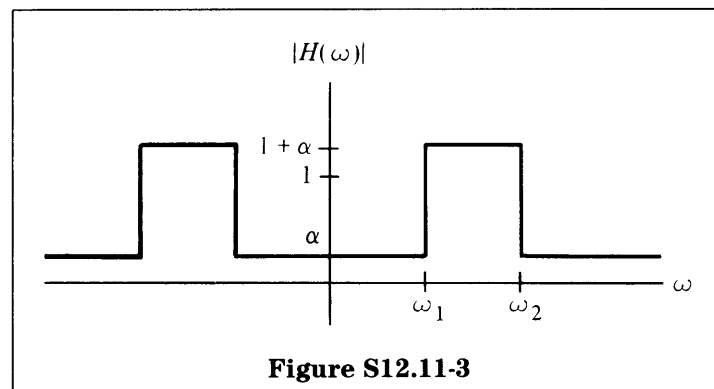 |H(ω)|
1 + α
1
α
ω₁
ω₂
ω
Figure S12.11-3